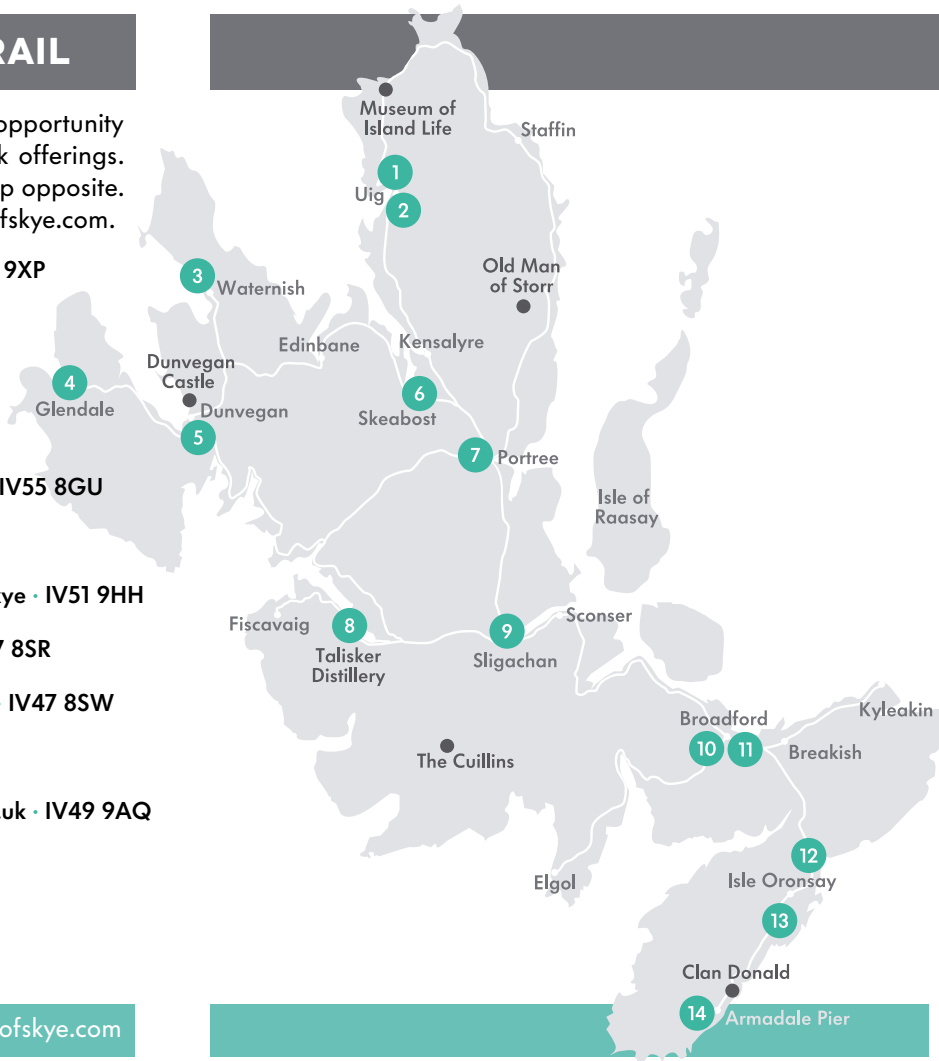 RAIL
opportunity
k offerings.
p opposite.
fskye.com.
9XP
IV55 8GU
ye · IV51 9HH
7 8SR
IV47 8SW
.uk · IV49 9AQ
ofskye.com
Museum of
Island Life
Staffin
1
Uig
2
Old Man
of Storr
3
Waternish
Edinbane
Kensalyre
Dunvegan
Castle
4
Glendale
Dunvegan
5
6
Skeabost
7
Portree
Isle of
Raasay
Fiscavaig
8
Talisker
Distillery
9
Sligachan
Sconser
Broadford
Kyleakin
10
11
Breakish
The Cuillins
12
Elgol
Isle Oronsay
13
Clan Donald
14
Armadale Pier